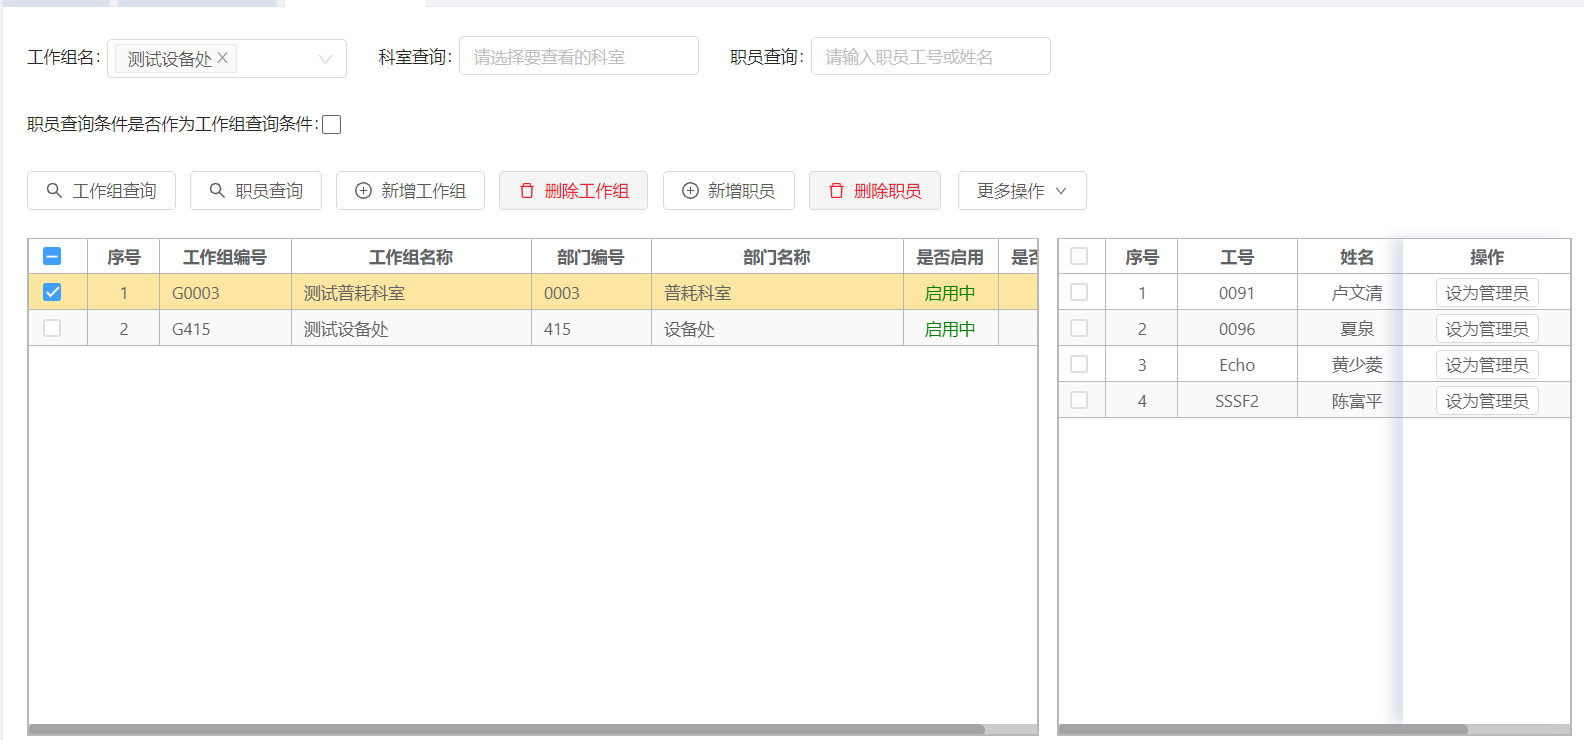 工作组名: 测试设备处 科室查询: 请选择要查看的科室 职员查询: 请输入职员工号或姓名
职员查询条件是否作为工作组查询条件:
工作组查询 职员查询 新增工作组 删除工作组 新增职员 删除职员 更多操作
序号 工作组编号 工作组名称 部门编号 部门名称 是否启用 是否
1 G0003 测试普耗科室 0003 普耗科室 启用中
2 G415 测试设备处 415 设备处 启用中
序号 工号 姓名 操作
1 0091 卢文清 设为管理员
2 0096 夏泉 设为管理员
3 Echo 黄少菱 设为管理员
4 SSSF2 陈富平 设为管理员